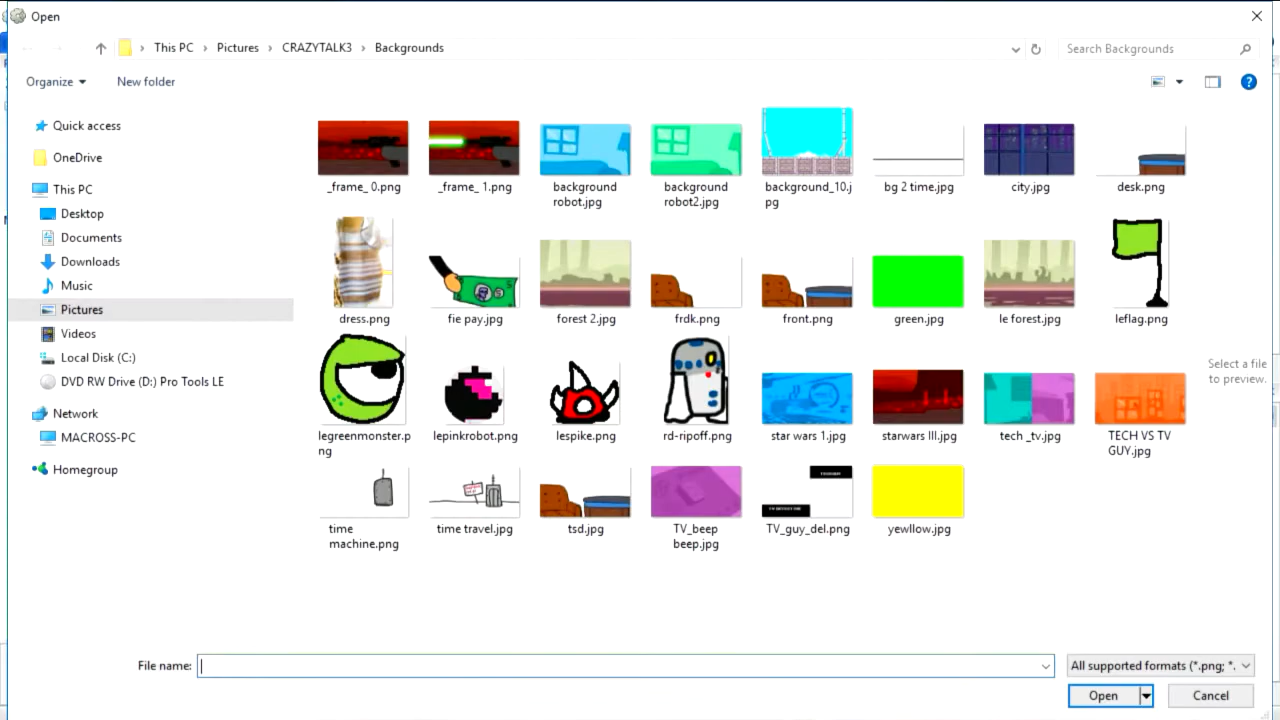 Open
This PC > Pictures > CRAZYTALK3 > Backgrounds
Search Backgrounds
Organize
New folder
Quick access
OneDrive
This PC
Desktop
Documents
Downloads
Music
Pictures
Videos
Local Disk (C:)
DVD RW Drive (D:) Pro Tools LE
Network
MACROSS-PC
Homegroup
_frame_ 0.png
_frame_ 1.png
background
robot.jpg
background
robot2.jpg
background_10.j
pg
bg 2 time.jpg
city.jpg
desk.png
dress.png
fie pay.jpg
forest 2.jpg
frdk.png
front.png
green.jpg
le forest.jpg
leflag.png
legreenmonster.p
ng
lepinkrobot.png
lespike.png
rd-ripoff.png
star wars 1.jpg
starwars III.jpg
tech _tv.jpg
TECH VS TV
GUY.jpg
time
machine.png
time travel.jpg
tsd.jpg
TV_beep
beep.jpg
TV_guy_del.png
yewllow.jpg
Select a file
to preview.
File name:
All supported formats (*.png; *.
Open
Cancel